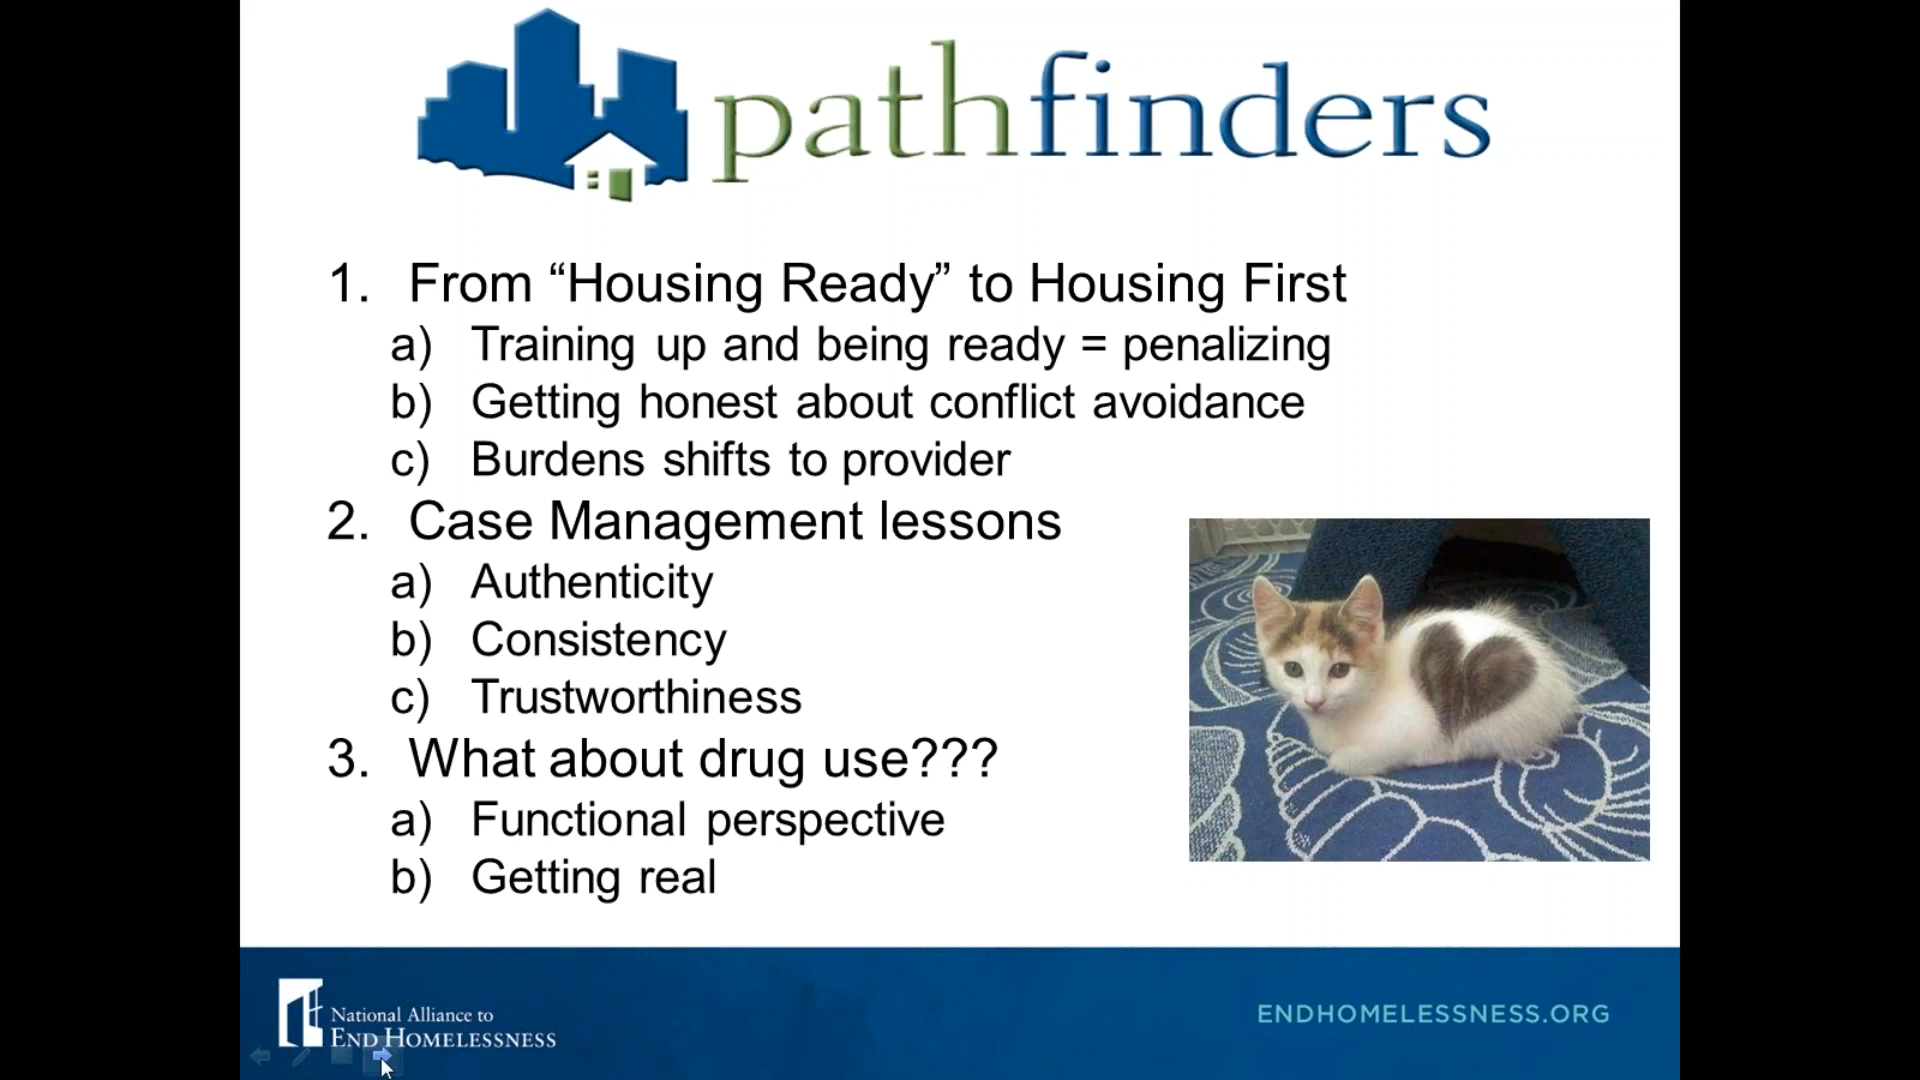 pathfinders
1. From “Housing Ready” to Housing First
a) Training up and being ready = penalizing
b) Getting honest about conflict avoidance
c) Burdens shifts to provider
2. Case Management lessons
a) Authenticity
b) Consistency
c) Trustworthiness
3. What about drug use???
a) Functional perspective
b) Getting real
National Alliance to
END HOMELESSNESS
ENDHOMELESSNESS.ORG